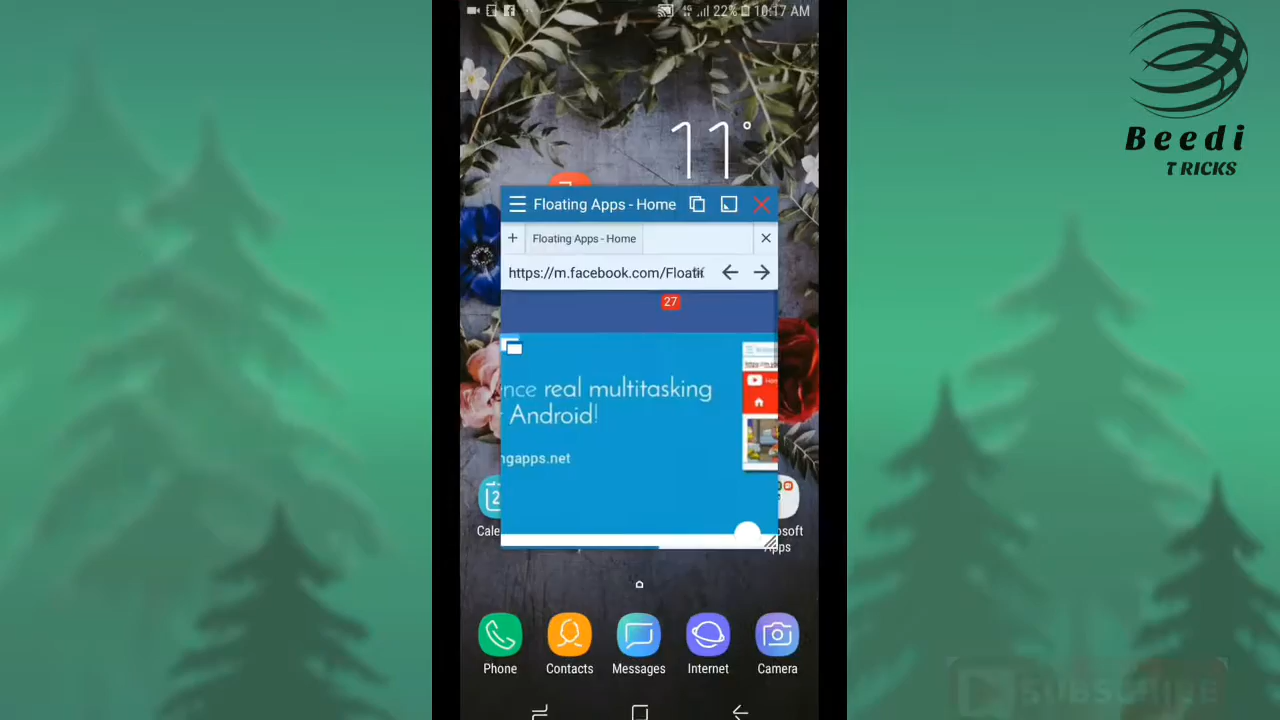 22% 10:17 AM
Beedi
TRICKS
11°
Floating Apps - Home
+ Floating Apps - Home
https://m.facebook.com/Floati
27
nce real multitasking
Android!
ngapps.net
Cale
osoft
Apps
Phone
Contacts
Messages
Internet
Camera
SUBSCRIBE